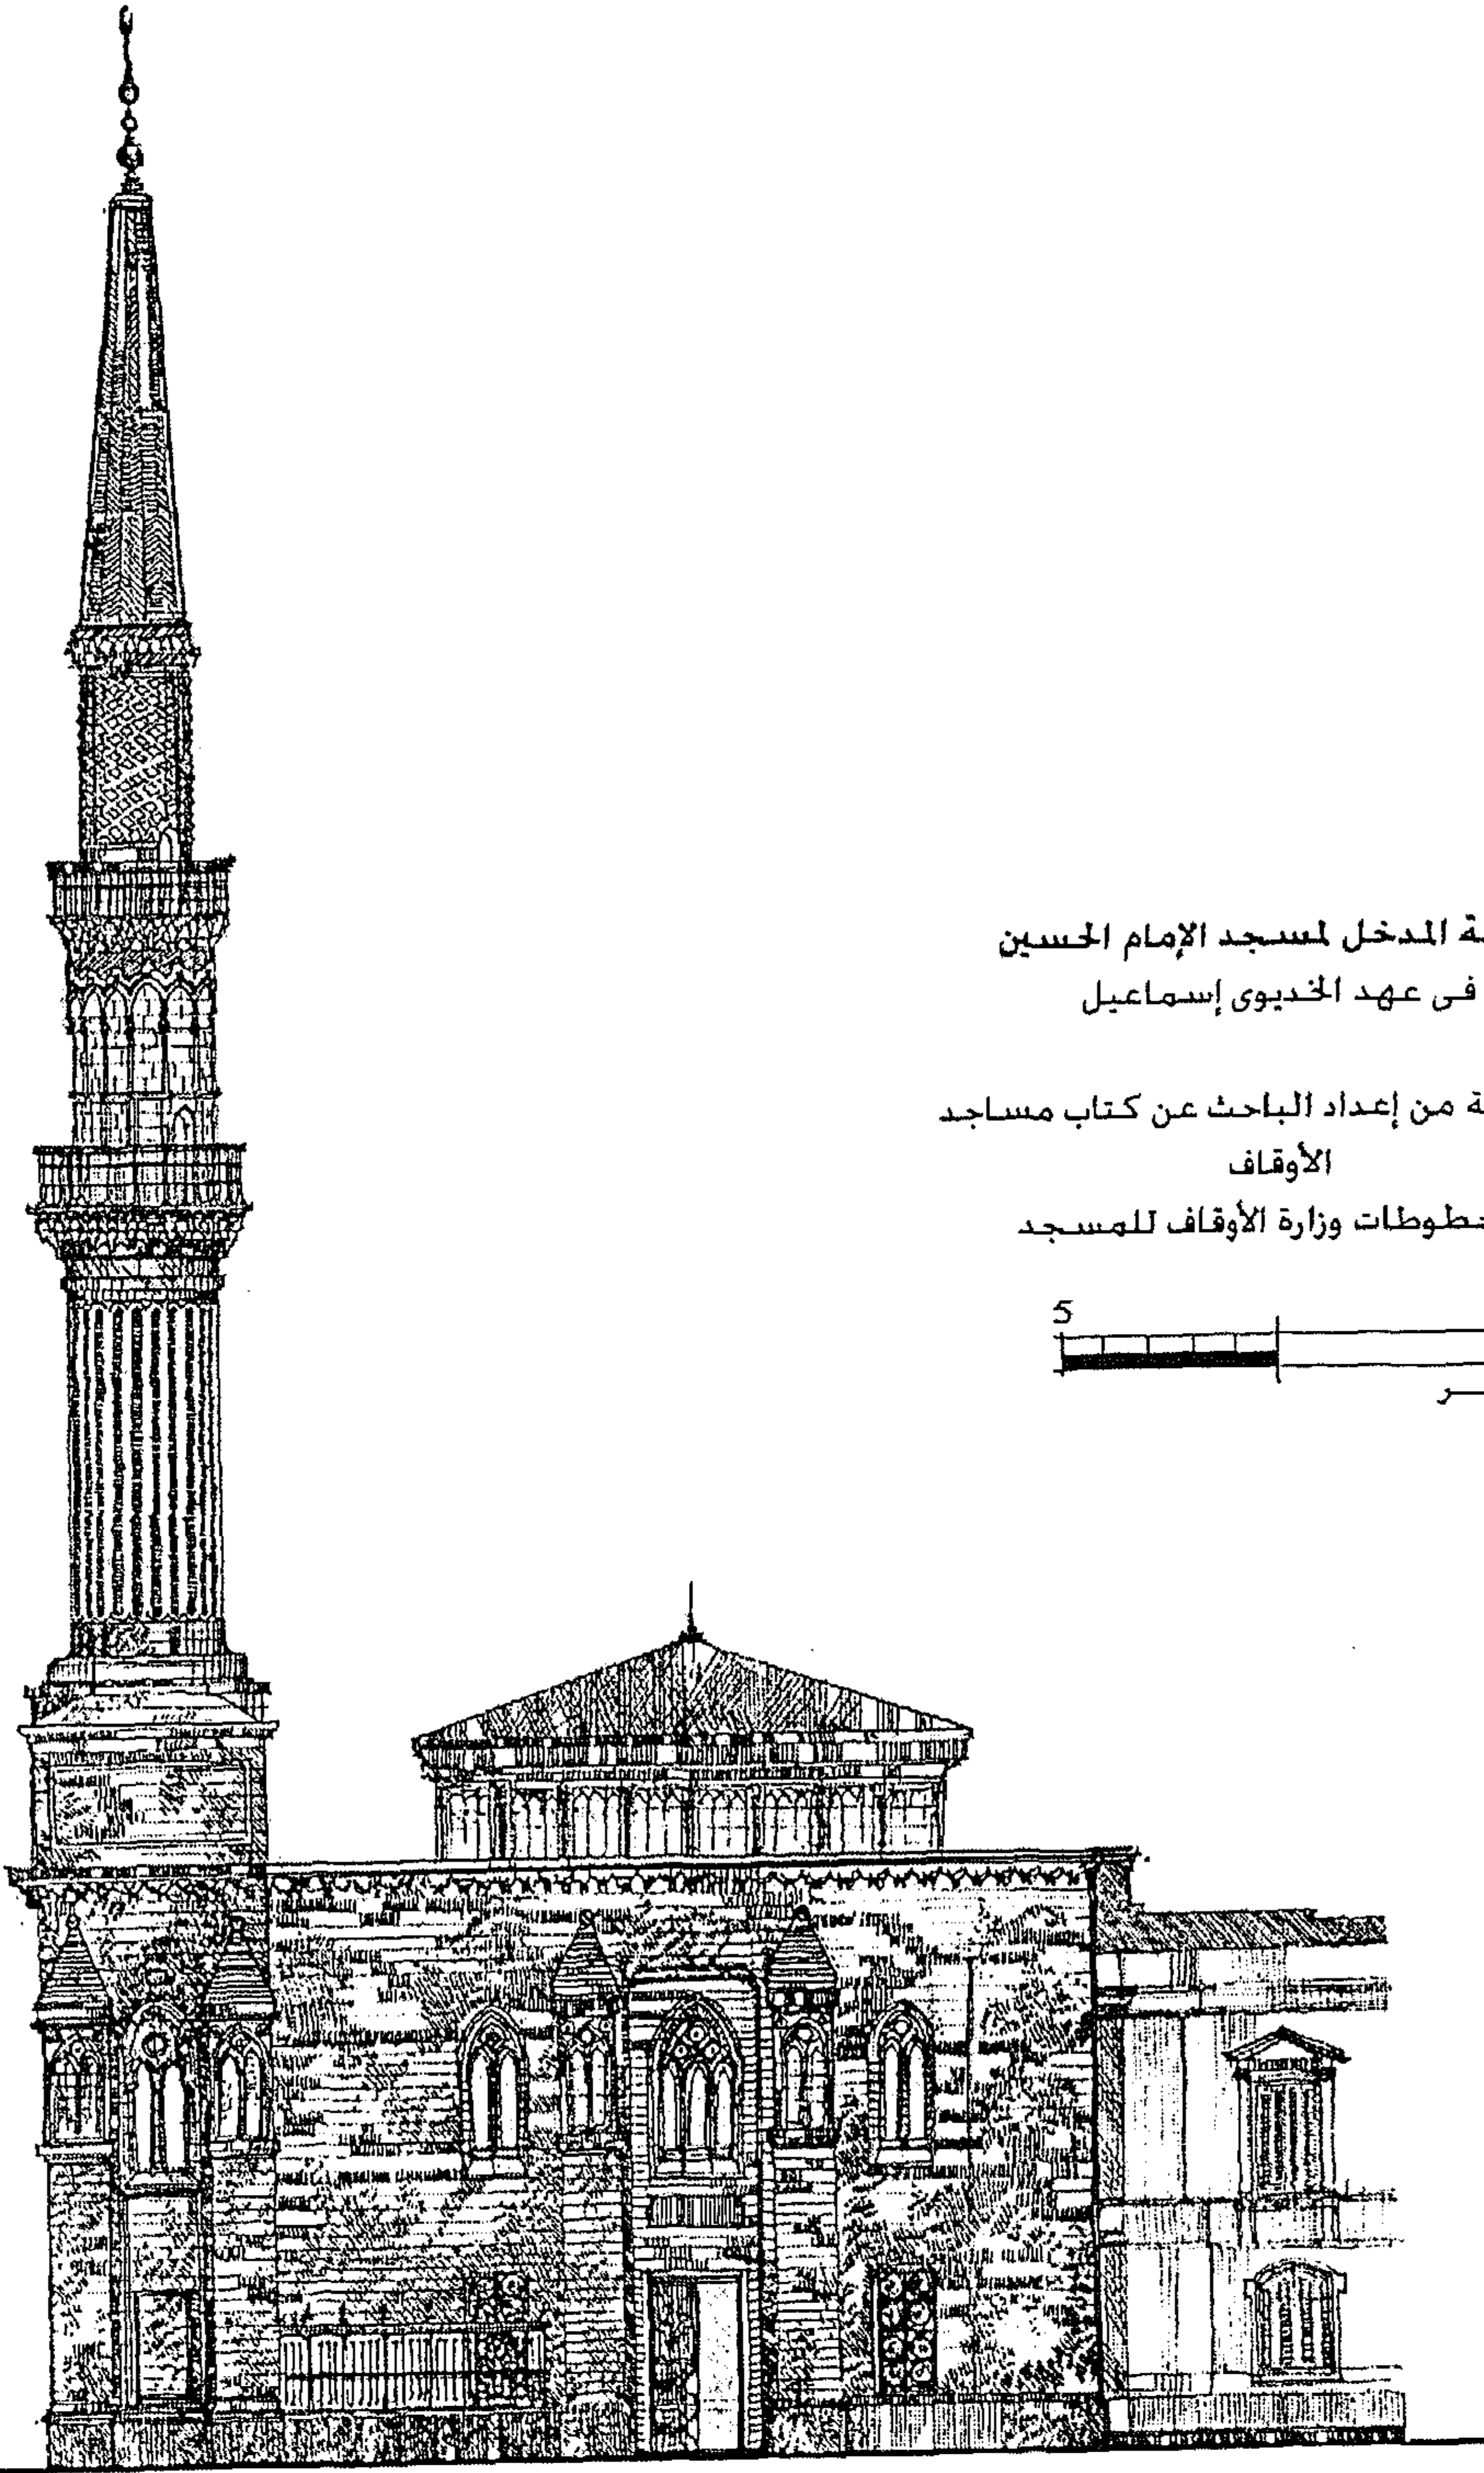 المدخل لمسجد الإمام الحسين
فى عهد الخديوى إسماعيل
من إعداد الباحث عن كتاب مساجد
الأوقاف
وزارة الأوقاف للمسجد
5